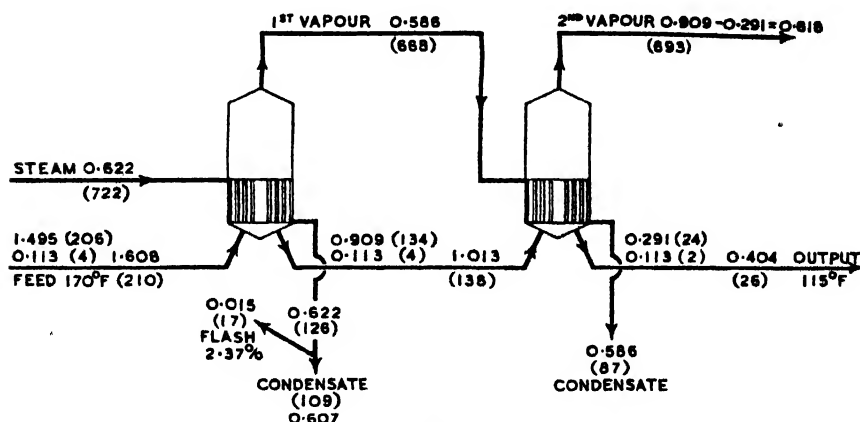 1ST VAPOUR 0.586
(668)
2ND VAPOUR 0.909-0.291=0.618
(693)
STEAM 0.622
(722)
1.495 (206)
0.113 (4) 1.608
FEED 170°F (210)
0.909 (134)
0.113 (4) 1.013
(138)
0.291 (24)
0.113 (2) 0.404 OUTPUT
(26) 115°F
0.015
(17)
FLASH
2.37%
0.622
(126)
CONDENSATE
(109)
0.607
0.586
(87)
CONDENSATE